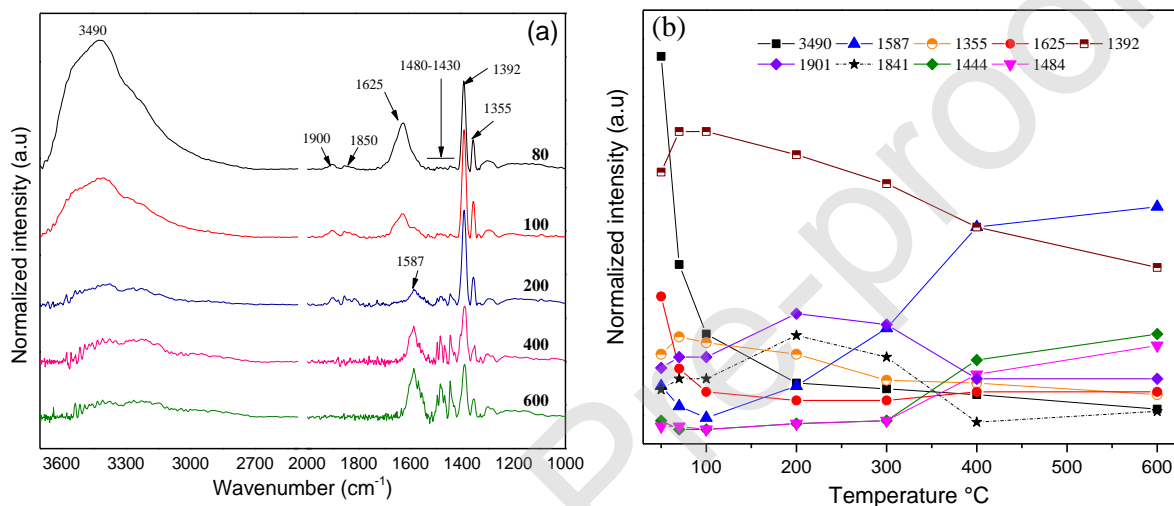 (a)
3490
1480-1430
1392
1625
1355
1900
1850
80
100
1587
200
400
600
Normalized intensity (a.u)
3600 3300 3000 2700 2000 1800 1600 1400 1200 1000
Wavenumber (cm⁻¹)
(b)
3490 1587 1355 1625 1392
1901 1841 1444 1484
Normalized intensity (a.u)
100 200 300 400 500 600
Temperature °C
Pre-proof